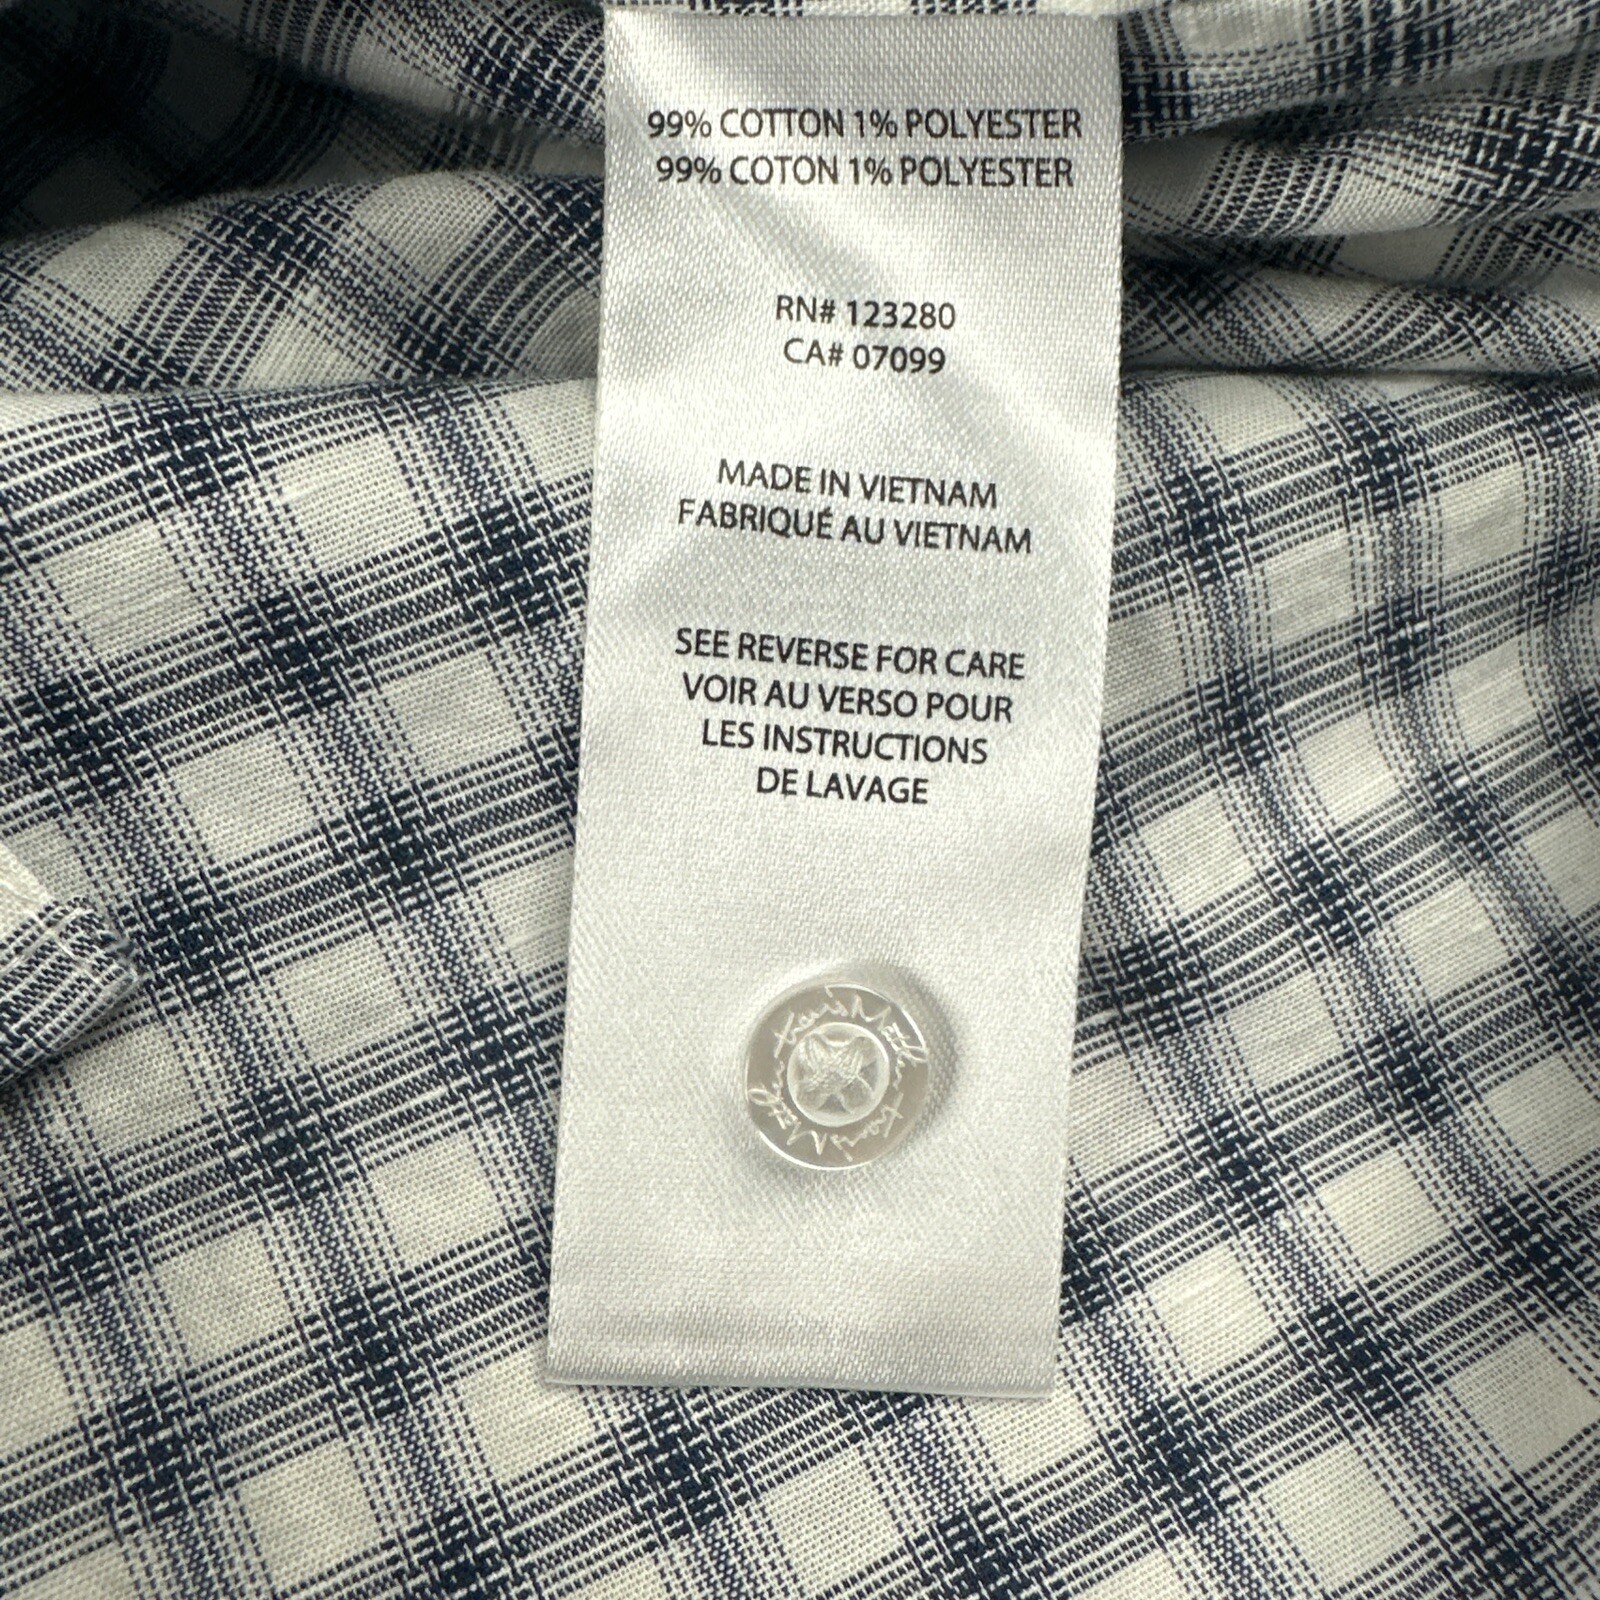 99% COTTON 1% POLYESTER
99% COTON 1% POLYESTER
RN# 123280
CA# 07099
MADE IN VIETNAM
FABRIQUÉ AU VIETNAM
SEE REVERSE FOR CARE
VOIR AU VERSO POUR
LES INSTRUCTIONS
DE LAVAGE